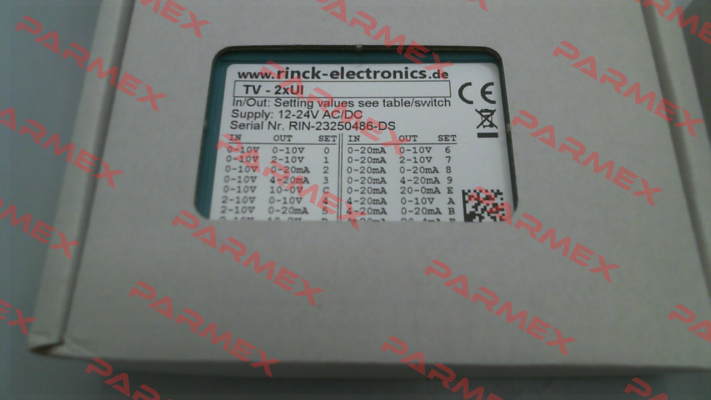 www.rinck-electronics.de
TV - 2xUI
In/Out: Setting values see table/switch
Supply: 12-24V AC/DC
Serial Nr. RIN-23250486-DS
CE
IN OUT SET IN OUT SET
0-10V 0-10V 0 0-20mA 0-10V 6
0-10V 2-10V 1 0-20mA 2-10V 7
0-10V 0-20mA 2 0-20mA 0-20mA 8
0-10V 4-20mA 3 0-20mA 4-20mA 9
0-10V 10-0V C 0-20mA 20-0mA E
2-10V 0-10V 4 4-20mA 0-10V A
2-10V 0-20mA 5 4-20mA 0-20mA B
PARMEX
PARMEX
PARMEX
PARMEX
PARMEX
PARMEX
PARMEX
PARMEX
PARMEX
PARMEX